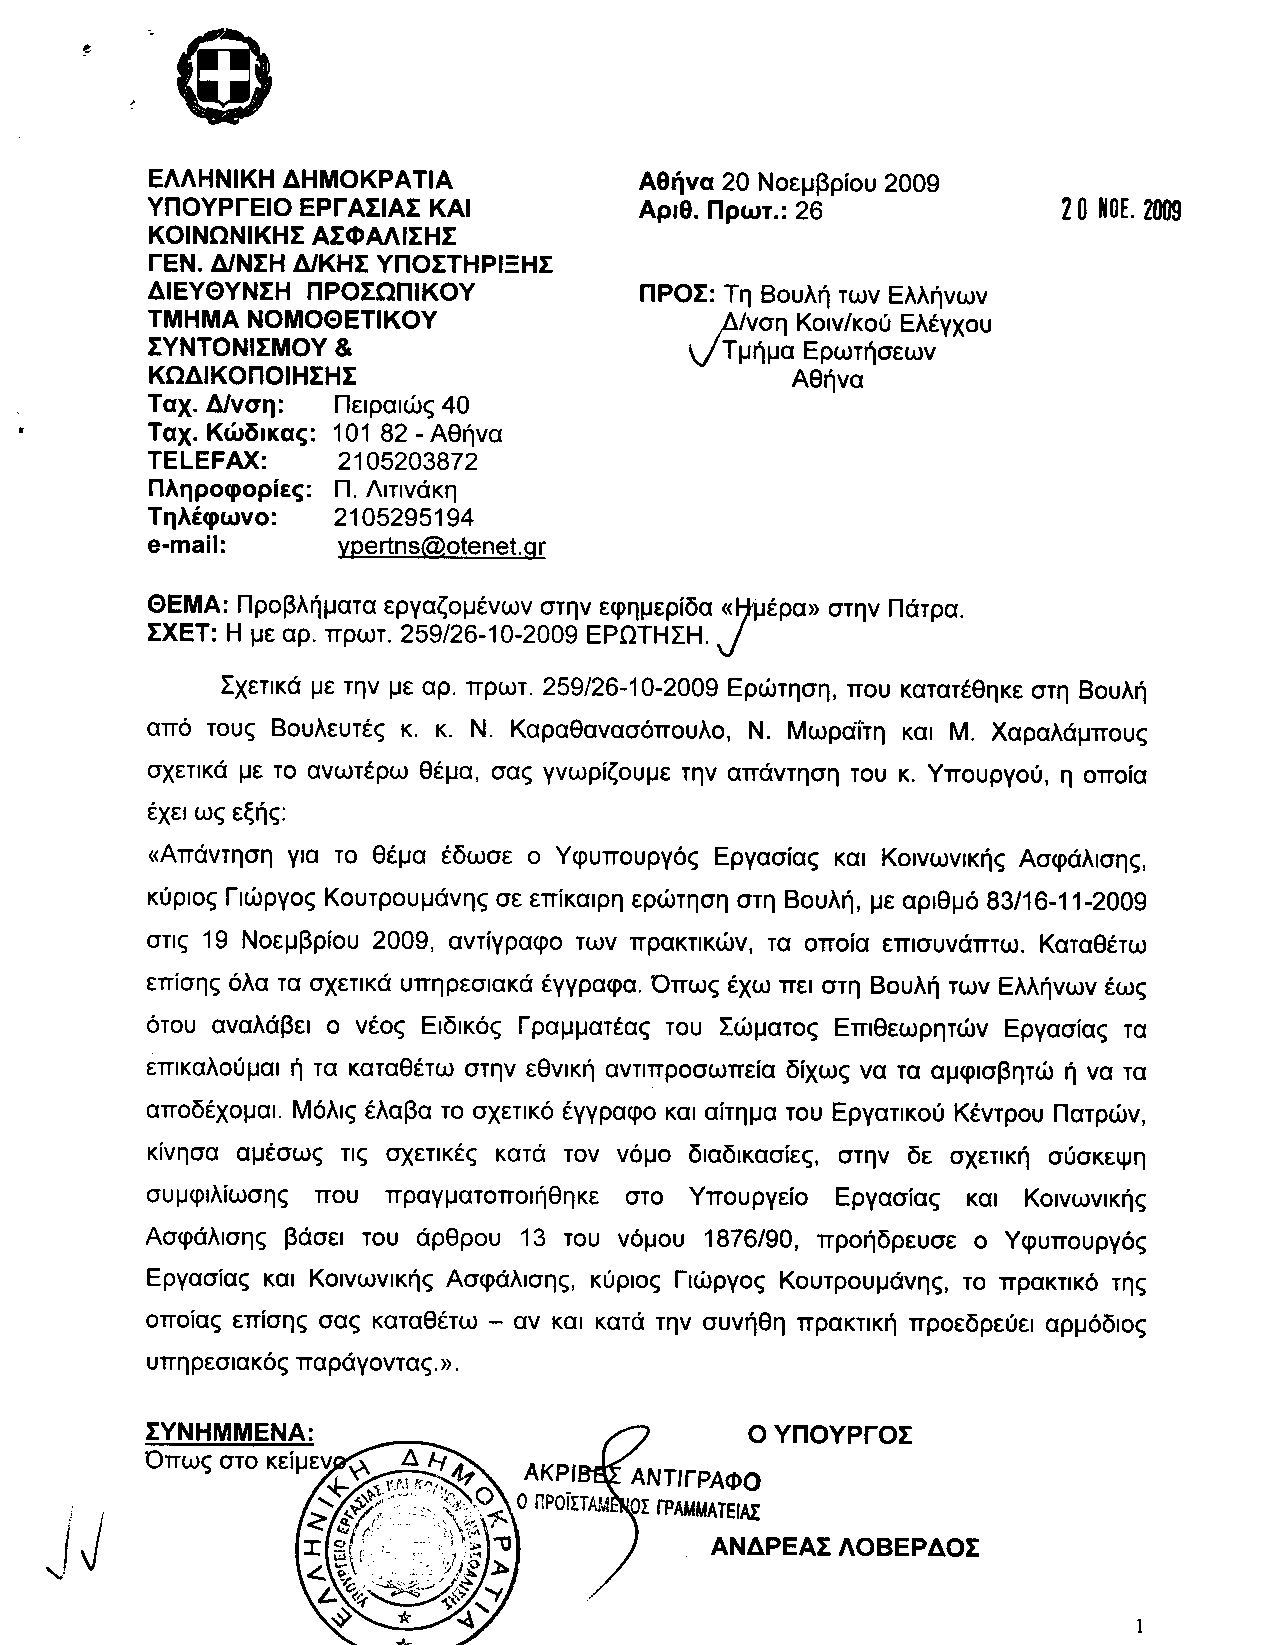 ΕΛΛΗΝΙΚΗ ΔΗΜΟΚΡΑΤΙΑ
ΥΠΟΥΡΓΕΙΟ ΕΡΓΑΣΙΑΣ ΚΑΙ
ΚΟΙΝΩΝΙΚΗΣ ΑΣΦΑΛΙΣΗΣ
ΓΕΝ. Δ/ΝΣΗ Δ/ΚΗΣ ΥΠΟΣΤΗΡΙΞΗΣ
ΔΙΕΥΘΥΝΣΗ ΠΡΟΣΩΠΙΚΟΥ
ΤΜΗΜΑ ΝΟΜΟΘΕΤΙΚΟΥ
ΣΥΝΤΟΝΙΣΜΟΥ &
ΚΩΔΙΚΟΠΟΙΗΣΗΣ
Ταχ. Δ/νση: Πειραιώς 40
Ταχ. Κώδικας: 101 82 - Αθήνα
TELEFAX: 2105203872
Πληροφορίες: Π. Λιτινάκη
Τηλέφωνο: 2105295194
e-mail: ypertns@otenet.gr
Αθήνα 20 Νοεμβρίου 2009
Αριθ. Πρωτ.: 26
20 ΝΟΕ. 2009
ΠΡΟΣ: Τη Βουλή των Ελλήνων
Δ/νση Κοιν/κού Ελέγχου
Τμήμα Ερωτήσεων
Αθήνα
ΘΕΜΑ: Προβλήματα εργαζομένων στην εφημερίδα «Ημέρα» στην Πάτρα.
ΣΧΕΤ: Η με αρ. πρωτ. 259/26-10-2009 ΕΡΩΤΗΣΗ.
Σχετικά με την με αρ. πρωτ. 259/26-10-2009 Ερώτηση, που κατατέθηκε στη Βουλή
από τους Βουλευτές κ. κ. Ν. Καραθανασόπουλο, Ν. Μωραΐτη και Μ. Χαραλάμπους
σχετικά με το ανωτέρω θέμα, σας γνωρίζουμε την απάντηση του κ. Υπουργού, η οποία
έχει ως εξής:
«Απάντηση για το θέμα έδωσε ο Υφυπουργός Εργασίας και Κοινωνικής Ασφάλισης,
κύριος Γιώργος Κουτρουμάνης σε επίκαιρη ερώτηση στη Βουλή, με αριθμό 83/16-11-2009
στις 19 Νοεμβρίου 2009, αντίγραφο των πρακτικών, τα οποία επισυνάπτω. Καταθέτω
επίσης όλα τα σχετικά υπηρεσιακά έγγραφα. Όπως έχω πει στη Βουλή των Ελλήνων έως
ότου αναλάβει ο νέος Ειδικός Γραμματέας του Σώματος Επιθεωρητών Εργασίας τα
επικαλούμαι ή τα καταθέτω στην εθνική αντιπροσωπεία δίχως να τα αμφισβητώ ή να τα
αποδέχομαι. Μόλις έλαβα το σχετικό έγγραφο και αίτημα του Εργατικού Κέντρου Πατρών,
κίνησα αμέσως τις σχετικές κατά τον νόμο διαδικασίες, στην δε σχετική σύσκεψη
συμφιλίωσης που πραγματοποιήθηκε στο Υπουργείο Εργασίας και Κοινωνικής
Ασφάλισης βάσει του άρθρου 13 του νόμου 1876/90, προήδρευσε ο Υφυπουργός
Εργασίας και Κοινωνικής Ασφάλισης, κύριος Γιώργος Κουτρουμάνης, το πρακτικό της
οποίας επίσης σας καταθέτω – αν και κατά την συνήθη πρακτική προεδρεύει αρμόδιος
υπηρεσιακός παράγοντας.».
ΣΥΝΗΜΜΕΝΑ:
Όπως στο κείμενο
Ο ΥΠΟΥΡΓΟΣ
ΑΚΡΙΒΕΣ ΑΝΤΙΓΡΑΦΟ
Ο ΠΡΟΪΣΤΑΜΕΝΟΣ ΓΡΑΜΜΑΤΕΙΑΣ
ΑΝΔΡΕΑΣ ΛΟΒΕΡΔΟΣ
ΕΛΛΗΝΙΚΗ ΔΗΜΟΚΡΑΤΙΑ
1